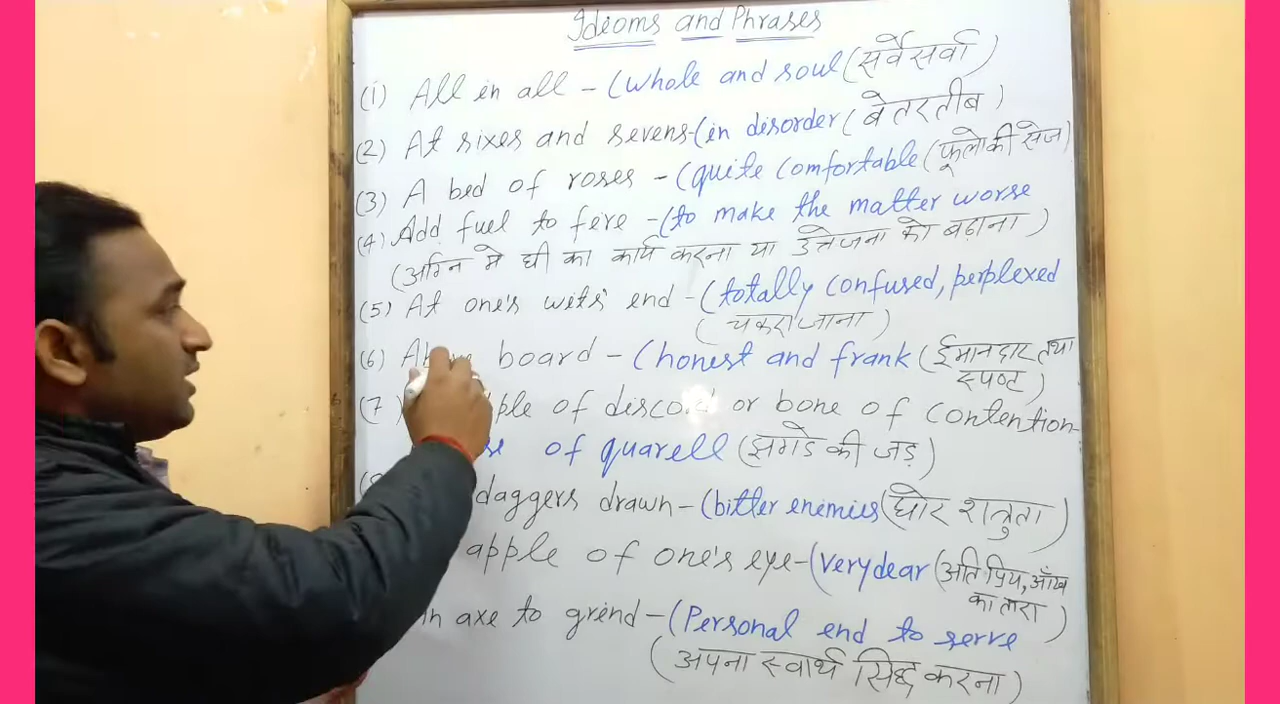 Idioms and Phrases
(1) All in all - (whole and soul (सर्वेसर्वा)
(2) At sixes and sevens-(in disorder (बेतरतीब)
(3) A bed of roses - (quite comfortable (फूलो की सेज)
(4) Add fuel to fire - (to make the matter worse
(अग्नि मे घी का कार्य करना या उत्तेजना को बढ़ाना)
(5) At one's wits' end - (totally confused, perplexed
(चकरा जाना)
(6) board - (honest and frank (ईमानदार तथा
स्पष्ट)
(7) of discord or bone of contention-
of quarell (झगडे की जड़)
daggers drawn - (bitter enemies (घोर शत्रुता)
apple of one's eye - (very dear (अति प्रिय, आँख
का तारा)
axe to grind - (Personal end to serve
(अपना स्वार्थ सिद्ध करना)